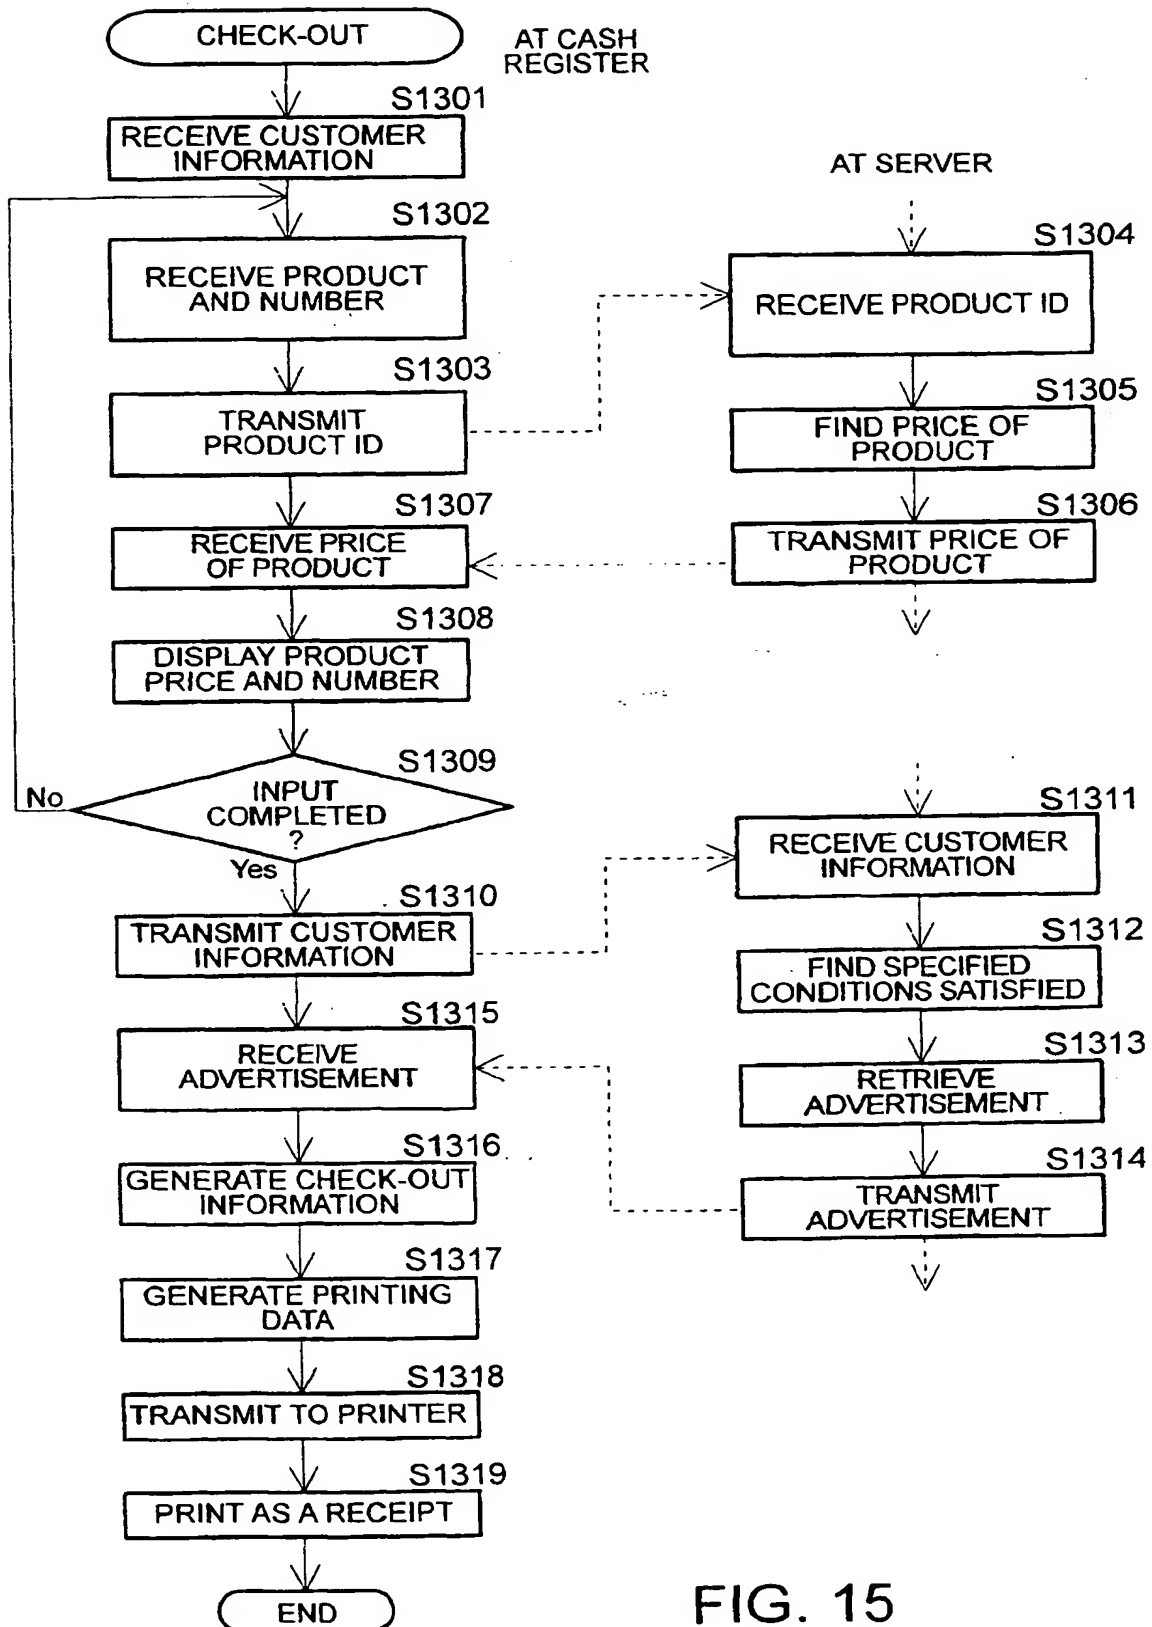 CHECK-OUT
AT CASH
REGISTER
S1301
RECEIVE CUSTOMER
INFORMATION
S1302
RECEIVE PRODUCT
AND NUMBER
S1303
TRANSMIT
PRODUCT ID
S1307
RECEIVE PRICE
OF PRODUCT
S1308
DISPLAY PRODUCT
PRICE AND NUMBER
S1309
INPUT
COMPLETED
?
No
Yes
S1310
TRANSMIT CUSTOMER
INFORMATION
S1315
RECEIVE
ADVERTISEMENT
S1316
GENERATE CHECK-OUT
INFORMATION
S1317
GENERATE PRINTING
DATA
S1318
TRANSMIT TO PRINTER
S1319
PRINT AS A RECEIPT
END
AT SERVER
S1304
RECEIVE PRODUCT ID
S1305
FIND PRICE OF
PRODUCT
S1306
TRANSMIT PRICE OF
PRODUCT
S1311
RECEIVE CUSTOMER
INFORMATION
S1312
FIND SPECIFIED
CONDITIONS SATISFIED
S1313
RETRIEVE
ADVERTISEMENT
S1314
TRANSMIT
ADVERTISEMENT
FIG. 15